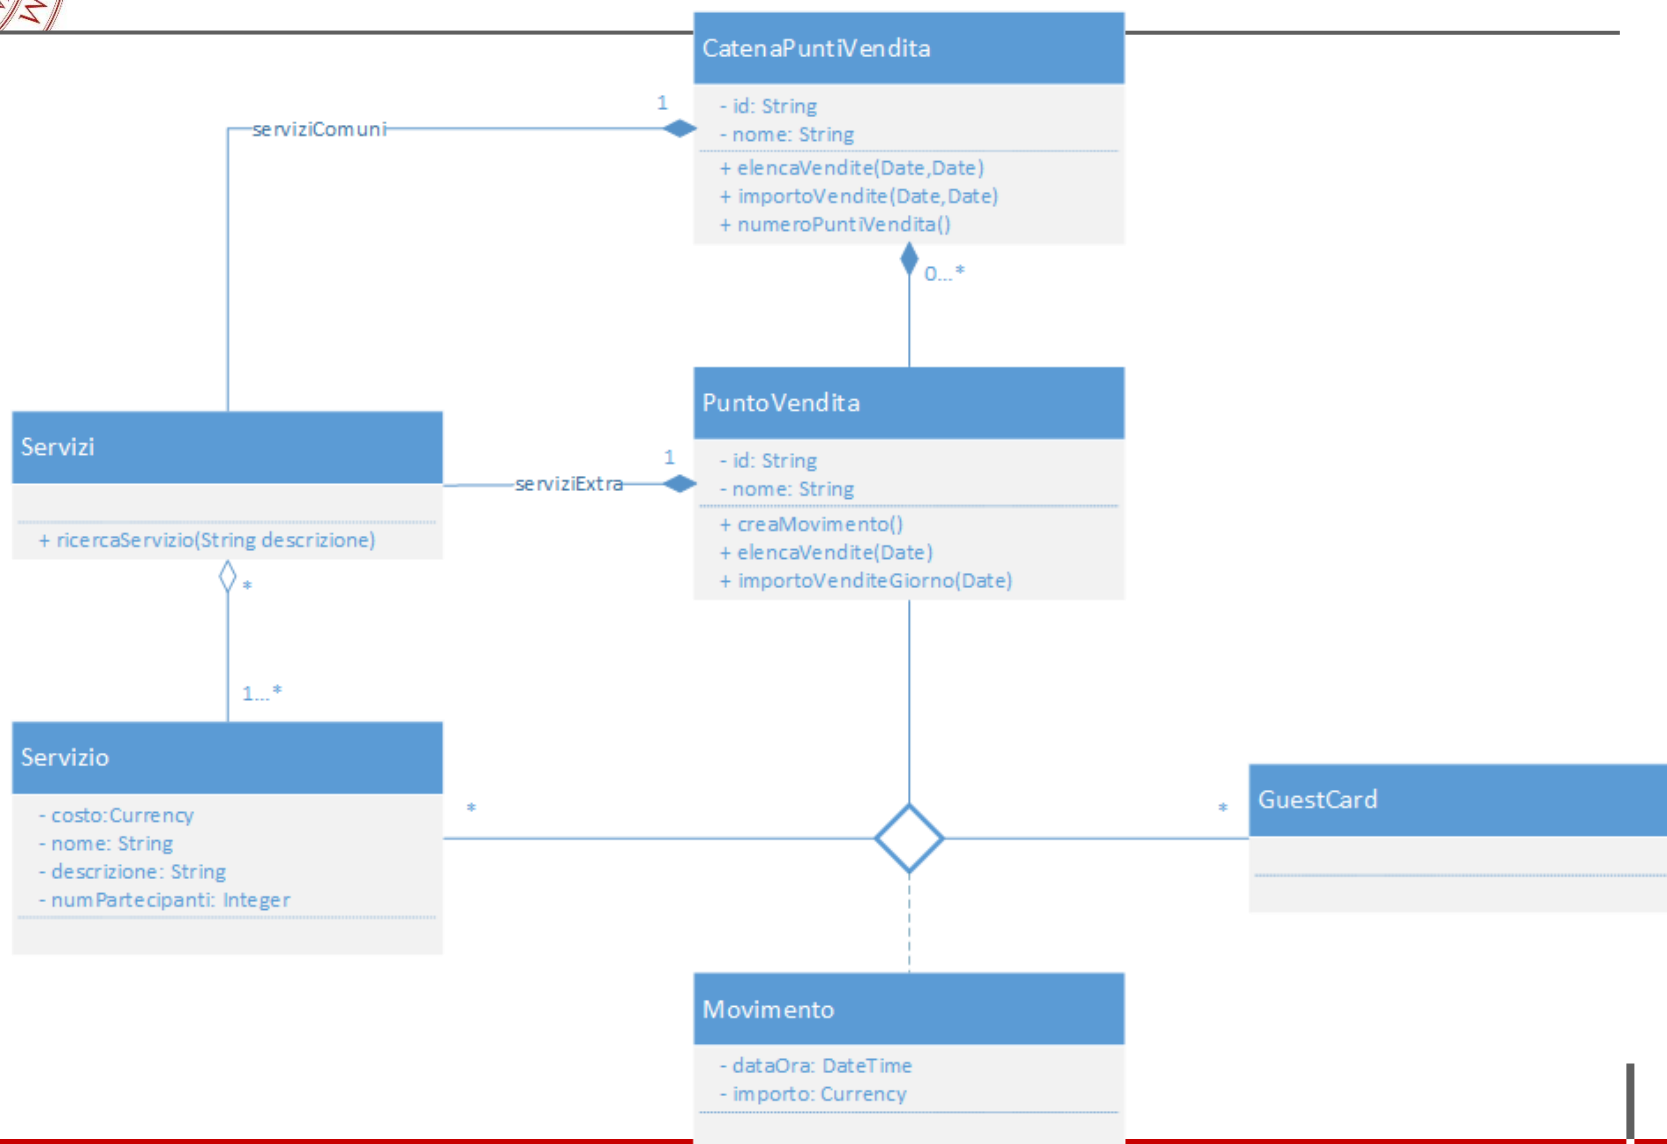 M
CatenaPuntiVendita
- id: String
- nome: String
+ elencaVendite(Date,Date)
+ importoVendite(Date,Date)
+ numeroPuntiVendita()
1
serviziComuni
0...*
PuntoVendita
- id: String
- nome: String
+ creaMovimento()
+ elencaVendite(Date)
+ importoVenditeGiorno(Date)
Servizi
+ ricercaServizio(String descrizione)
1
serviziExtra
*
1...*
Servizio
- costo:Currency
- nome: String
- descrizione: String
- numPartecipanti: Integer
*
*
GuestCard
Movimento
- dataOra: DateTime
- importo: Currency